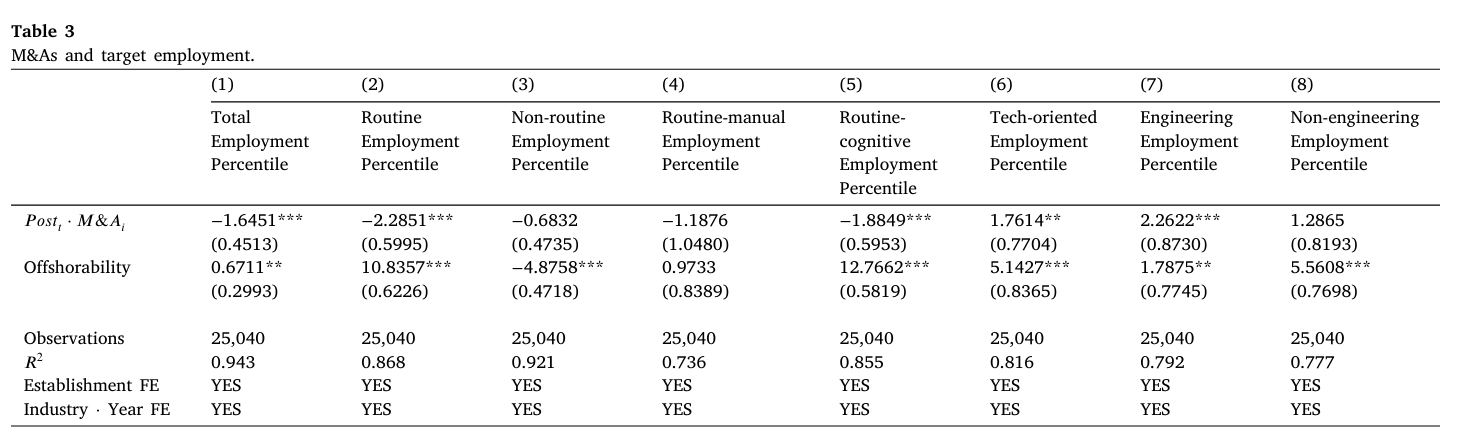 Table 3
M&As and target employment.
(1) (2) (3) (4) (5) (6) (7) (8)
Total Routine Non-routine Routine-manual Routine- Tech-oriented Engineering Non-engineering
Employment Employment Employment Employment cognitive Employment Employment Employment
Percentile Percentile Percentile Percentile Employment Percentile Percentile Percentile
Percentile
Post_t · M&A_i −1.6451*** −2.2851*** −0.6832 −1.1876 −1.8849*** 1.7614** 2.2622*** 1.2865
(0.4513) (0.5995) (0.4735) (1.0480) (0.5953) (0.7704) (0.8730) (0.8193)
Offshorability 0.6711** 10.8357*** −4.8758*** 0.9733 12.7662*** 5.1427*** 1.7875** 5.5608***
(0.2993) (0.6226) (0.4718) (0.8389) (0.5819) (0.8365) (0.7745) (0.7698)
Observations 25,040 25,040 25,040 25,040 25,040 25,040 25,040 25,040
R² 0.943 0.868 0.921 0.736 0.855 0.816 0.792 0.777
Establishment FE YES YES YES YES YES YES YES YES
Industry · Year FE YES YES YES YES YES YES YES YES